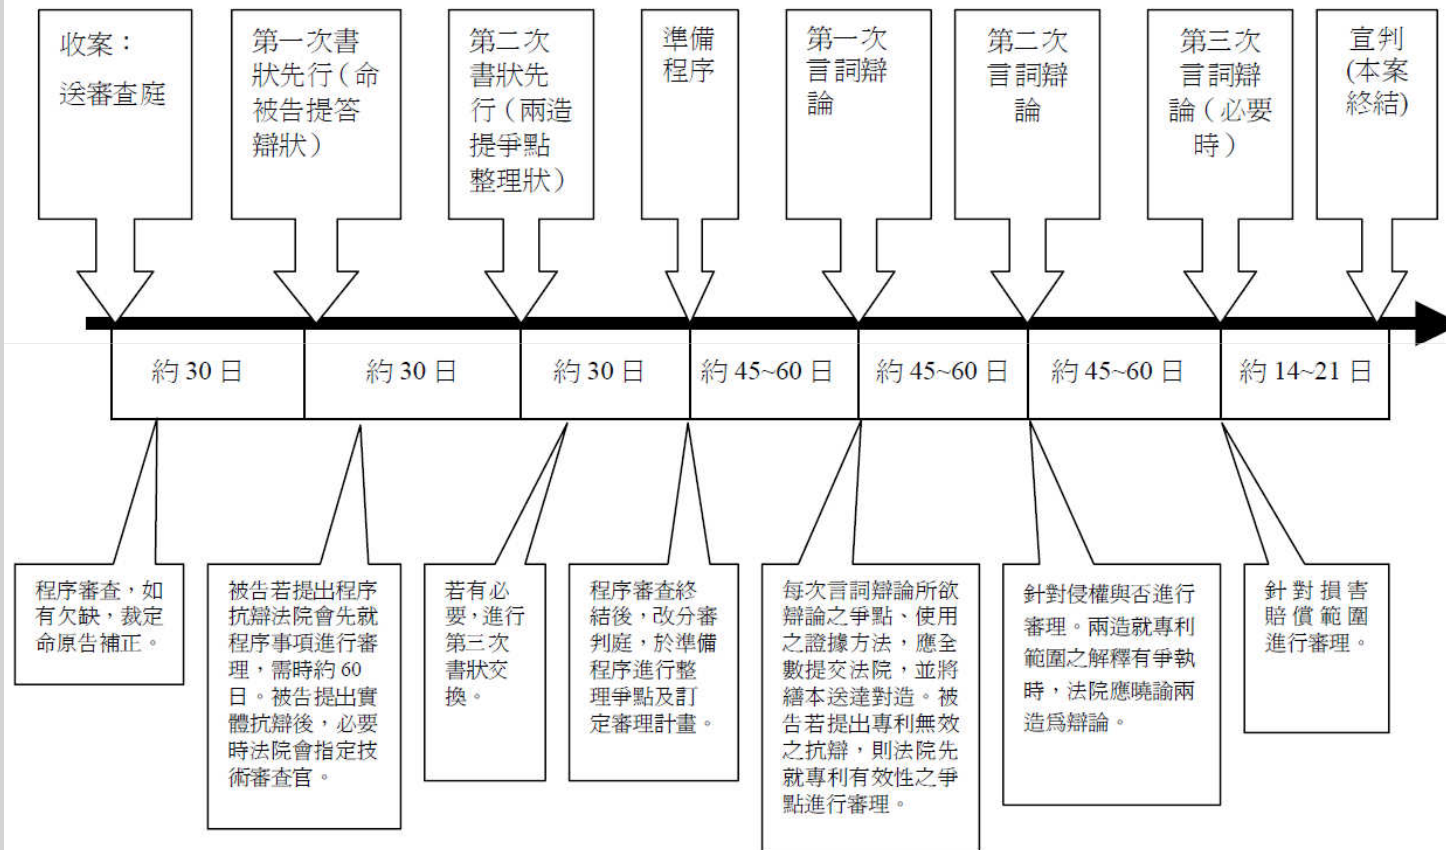 收案：
送審查庭
第一次書
狀先行（命
被告提答
辯狀）
第二次
書狀先
行（兩造
提爭點
整理狀）
準備
程序
第一次
言詞辯
論
第二次
言詞辯
論
第三次
言詞辯
論（必要
時）
宣判
(本案
終結)
約 30 日
約 30 日
約 30 日
約 45~60 日
約 45~60 日
約 45~60 日
約 14~21 日
程序審查，如
有欠缺，裁定
命原告補正。
被告若提出程序
抗辯法院會先就
程序事項進行審
理，需時約 60
日。被告提出實
體抗辯後，必要
時法院會指定技
術審查官。
若有必
要，進行
第三次
書狀交
換。
程序審查終
結後，改分審
判庭，於準備
程序進行整
理爭點及訂
定審理計畫。
每次言詞辯論所欲
辯論之爭點、使用
之證據方法，應全
數提交法院，並將
繕本送達對造。被
告若提出專利無效
之抗辯，則法院先
就專利有效性之爭
點進行審理。
針對侵權與否進行
審理。兩造就專利
範圍之解釋有爭執
時，法院應曉諭兩
造爲辯論。
針對損害
賠償範圍
進行審理。